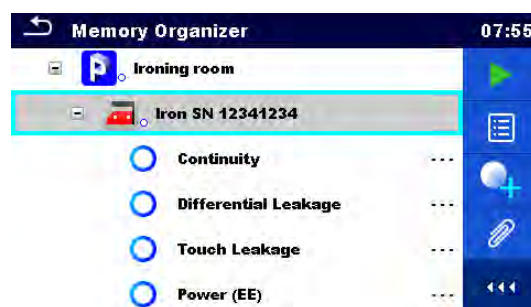 Memory Organizer 07:55
Ironing room
Iron SN 12341234
Continuity ---
Differential Leakage ---
Touch Leakage ---
Power (EE) ---